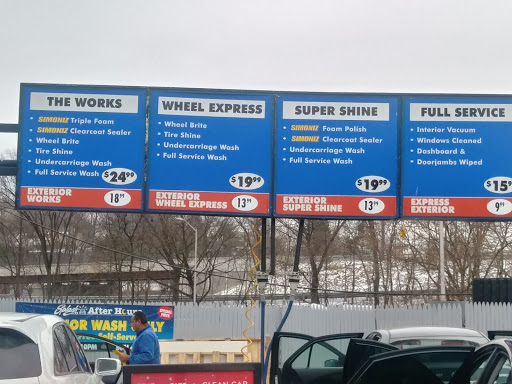 THE WORKS
• SIMONIZ Triple Foam
• SIMONIZ Clearcoat Sealer
• Wheel Brite
• Tire Shine
• Undercarriage Wash
• Full Service Wash
$24 99
EXTERIOR
WORKS
18 99
WHEEL EXPRESS
• Wheel Brite
• Tire Shine
• Undercarriage Wash
• Full Service Wash
$19 99
EXTERIOR
WHEEL EXPRESS
13 99
SUPER SHINE
• SIMONIZ Foam Polish
• SIMONIZ Clearcoat Sealer
• Undercarriage Wash
• Full Service Wash
$19 99
EXTERIOR
SUPER SHINE
13 99
FULL SERVICE
• Interior Vacuum
• Windows Cleaned
• Dashboard &
• Doorjambs Wiped
$15
EXPRESS
EXTERIOR
9
After Hours
WASH ONLY
CLEAN CAR